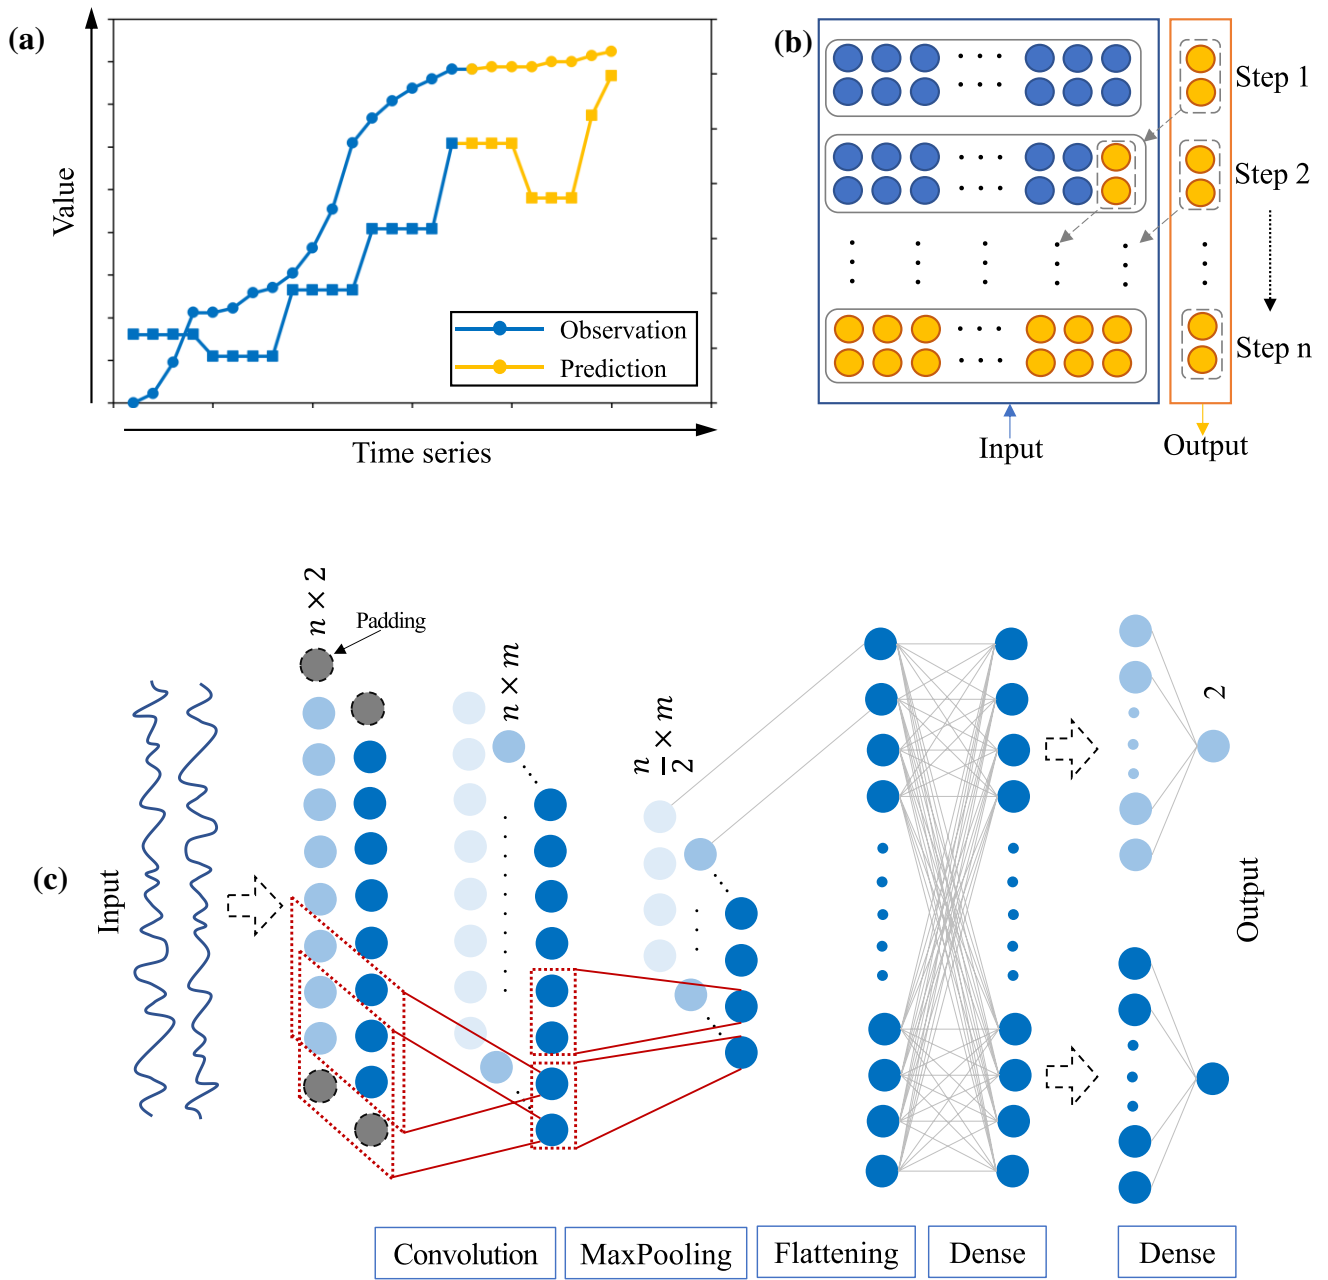 (a)
Value
Observation
Prediction
Time series
(b)
Step 1
Step 2
Step n
Input
Output
(c)
Input
n × 2
Padding
n × m
n/2 × m
2
Output
Convolution
MaxPooling
Flattening
Dense
Dense